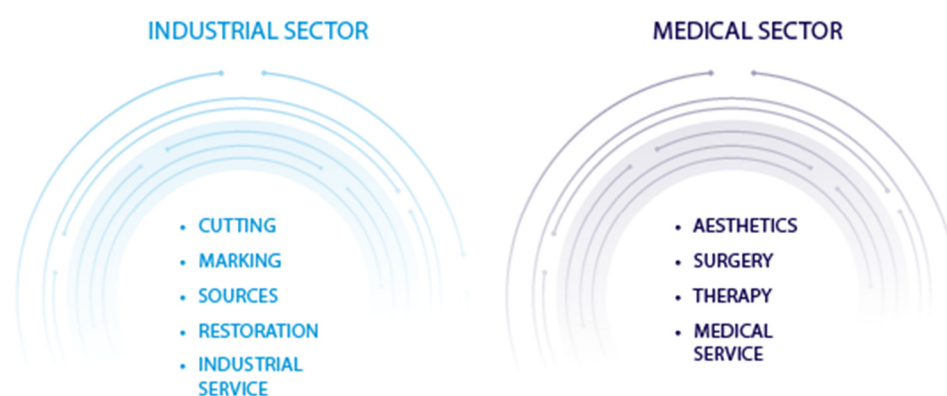 INDUSTRIAL SECTOR
• CUTTING
• MARKING
• SOURCES
• RESTORATION
• INDUSTRIAL
SERVICE
MEDICAL SECTOR
• AESTHETICS
• SURGERY
• THERAPY
• MEDICAL
SERVICE